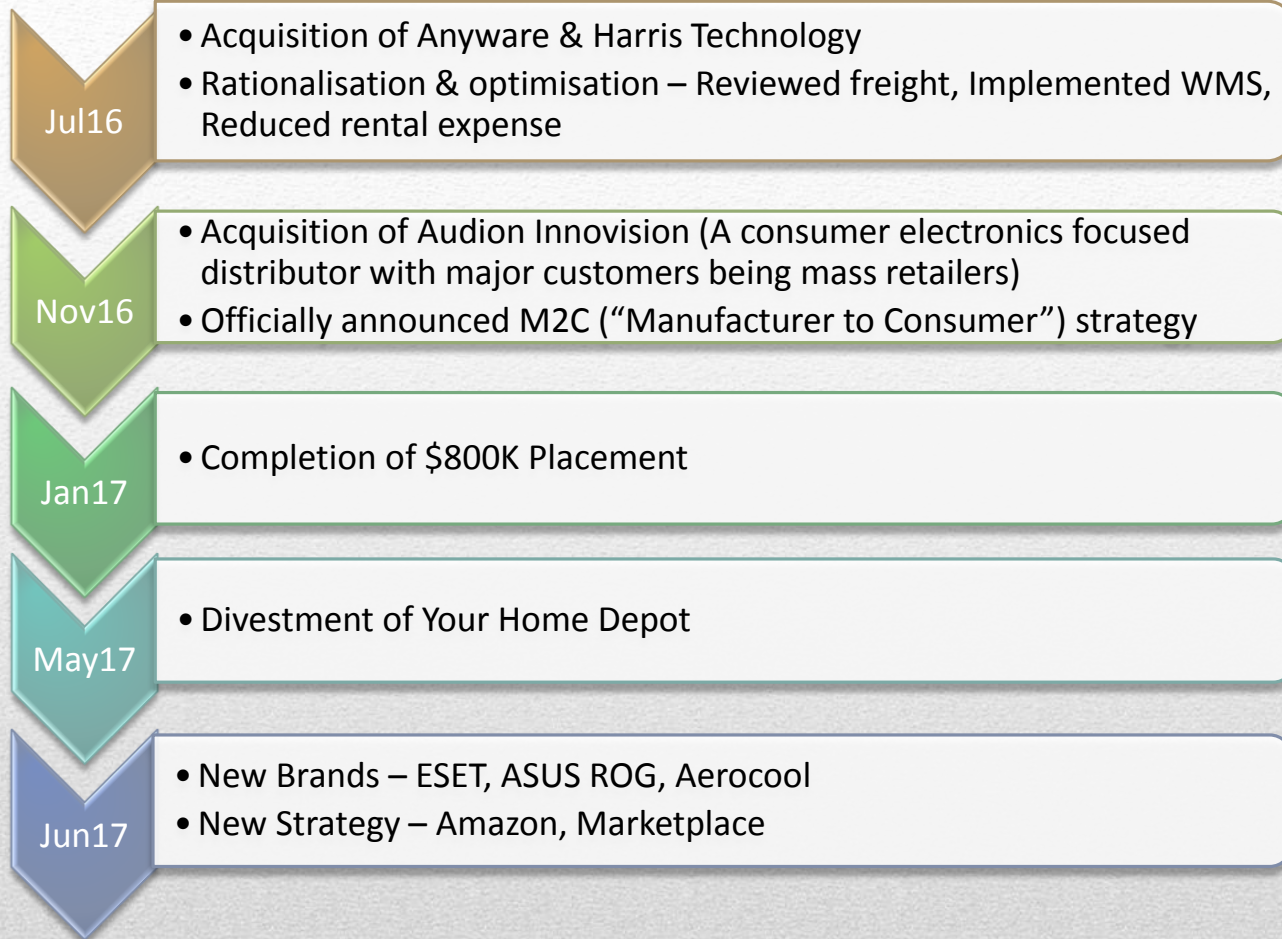 Jul16
• Acquisition of Anyware & Harris Technology
• Rationalisation & optimisation – Reviewed freight, Implemented WMS,
Reduced rental expense
Nov16
• Acquisition of Audion Innovision (A consumer electronics focused
distributor with major customers being mass retailers)
• Officially announced M2C (“Manufacturer to Consumer”) strategy
Jan17
• Completion of $800K Placement
May17
• Divestment of Your Home Depot
Jun17
• New Brands – ESET, ASUS ROG, Aerocool
• New Strategy – Amazon, Marketplace